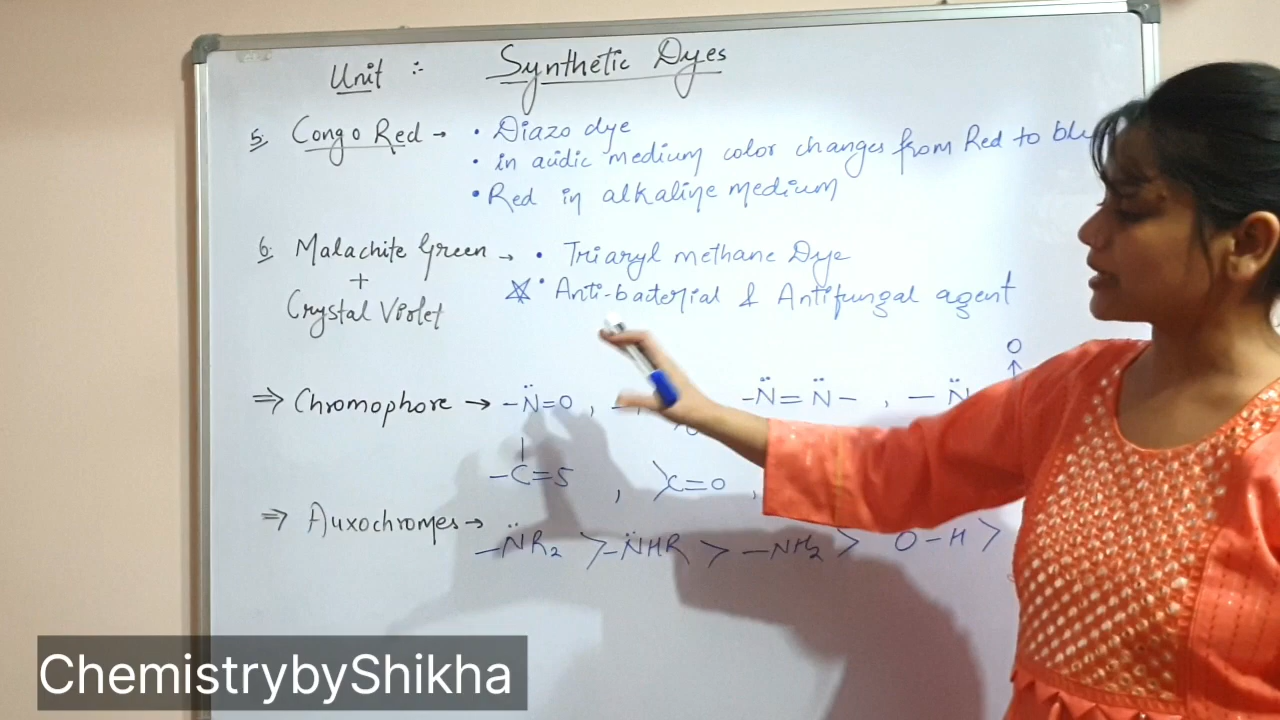 Unit :- Synthetic Dyes
5. Congo Red → • Diazo dye
• in acidic medium color changes from Red to blu
• Red in alkaline medium
6. Malachite Green → • Triaryl methane Dye
+
Crystal Violet
☆ • Anti-bacterial & Antifungal agent
O
↑
⇒ Chromophore → -N̈=O , -N̈=N̈- , -N̈
-C=S , >C=O ,
⇒ Auxochromes →
-N̈R₂ > -N̈HR > -NH₂ > O-H >
ChemistrybyShikha